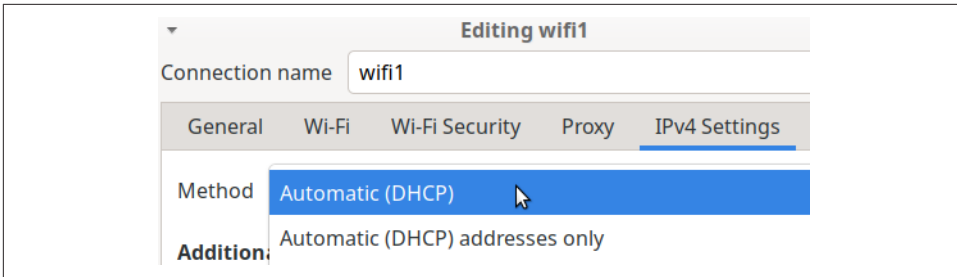 Editing wifi1
Connection name wifi1
General Wi-Fi Wi-Fi Security Proxy IPv4 Settings
Method Automatic (DHCP)
Automatic (DHCP) addresses only